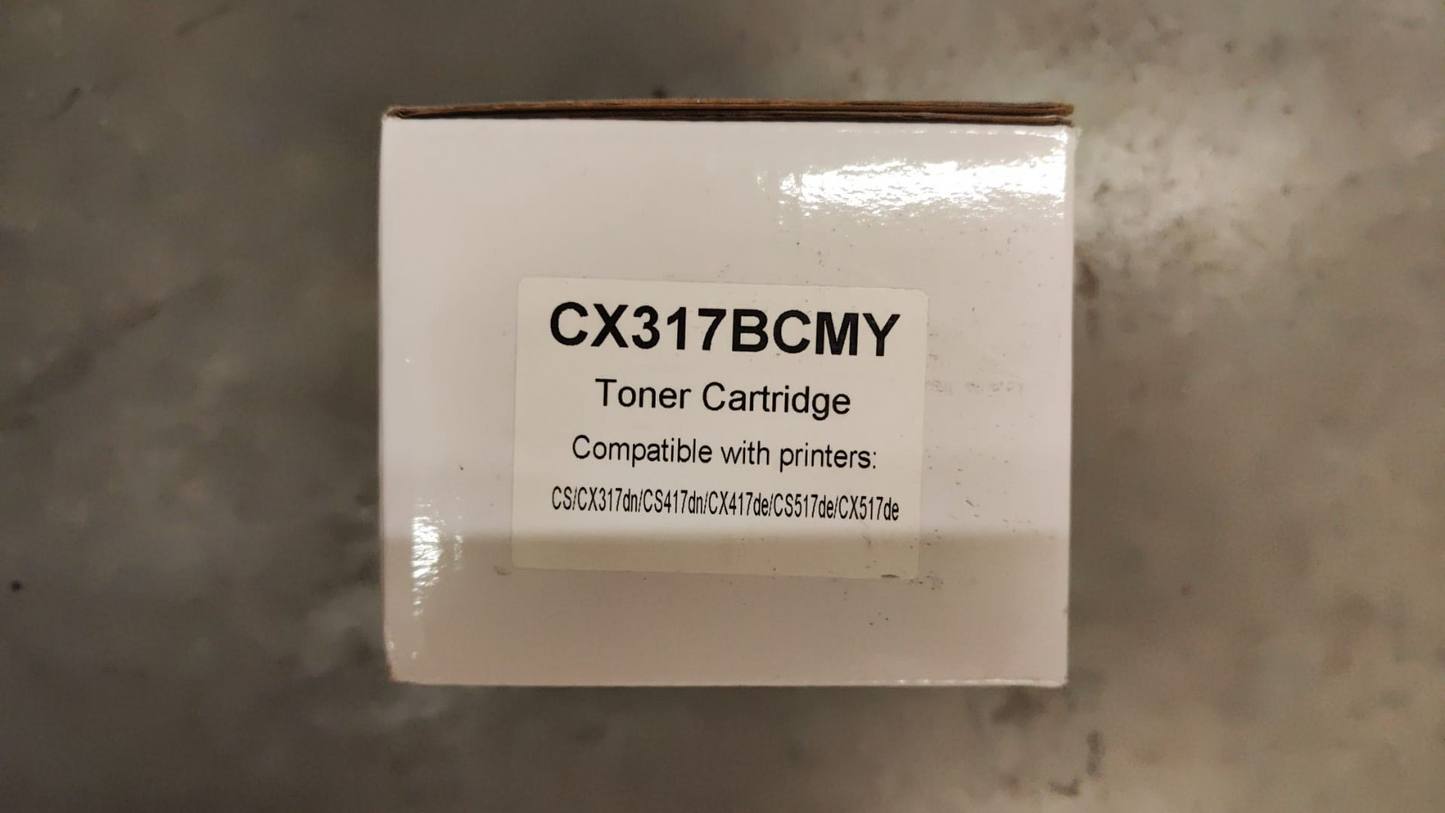 CX317BCMY
Toner Cartridge
Compatible with printers:
CS/CX317dn/CS417dn/CX417de/CS517de/CX517de